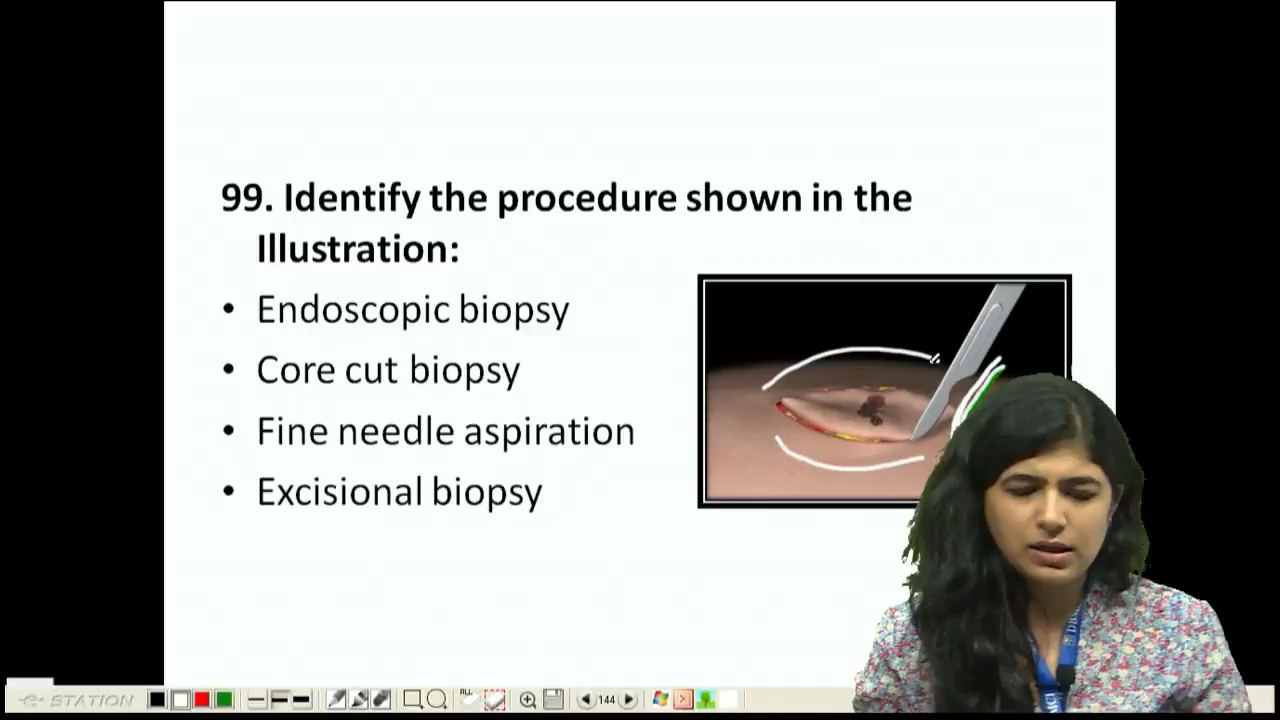 99. Identify the procedure shown in the
Illustration:
• Endoscopic biopsy
• Core cut biopsy
• Fine needle aspiration
• Excisional biopsy
STATION
ALL
144